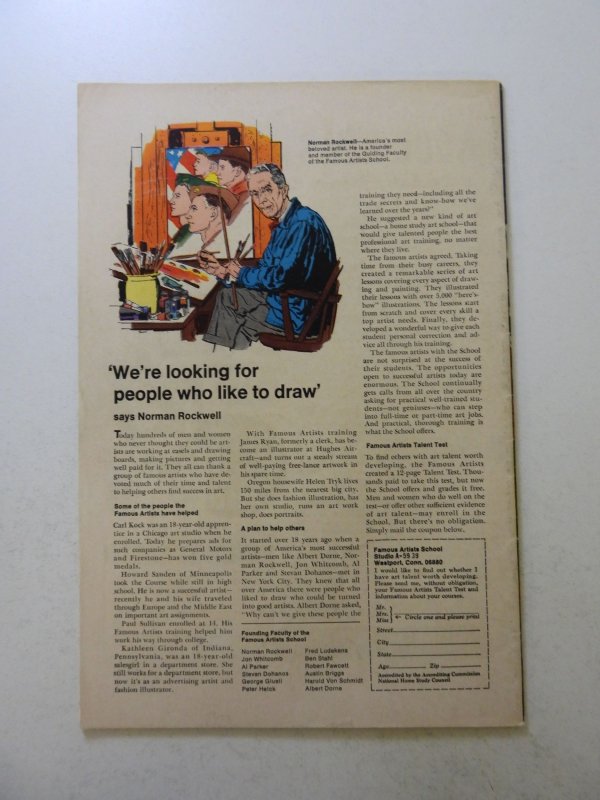 Norman Rockwell—America's most
beloved artist. He is a founder
and member of the Guiding Faculty
of the Famous Artists School.
'We're looking for
people who like to draw'
says Norman Rockwell
Today hundreds of men and women
who never thought they could be art-
ists are working at easels and drawing
boards, making pictures and getting
well paid for it. They all can thank a
group of famous artists who have de-
voted much of their time and talent
to helping others find success in art.
Some of the people the
Famous Artists have helped
Carl Kock was an 18-year-old appren-
tice in a Chicago art studio when he
enrolled. Today he prepares ads for
such companies as General Motors
and Firestone—has won five gold
medals.
Howard Sanden of Minneapolis
took the Course while still in high
school. He is now a successful artist—
recently he and his wife traveled
through Europe and the Middle East
on important art assignments.
Paul Sullivan enrolled at 14. His
Famous Artists training helped him
work his way through college.
Kathleen Gironda of Indiana,
Pennsylvania, was an 18-year-old
salesgirl in a department store. She
still works for a department store, but
now it's as an advertising artist and
fashion illustrator.
With Famous Artists training
James Ryan, formerly a clerk, has be-
come an illustrator at Hughes Air-
craft—and turns out a steady stream
of well-paying free-lance artwork in
his spare time.
Oregon housewife Helen Tryk lives
150 miles from the nearest big city.
But she does fashion illustration, has
her own studio, runs an art work
shop, does portraits.
A plan to help others
It started over 18 years ago when a
group of America's most successful
artists—men like Albert Dorne, Nor-
man Rockwell, Jon Whitcomb, Al
Parker and Stevan Dohanos—met in
New York City. They knew that all
over America there were people who
liked to draw who could be turned
into good artists. Albert Dorne asked,
"Why can't we give these people the
Founding Faculty of the
Famous Artists School
Norman Rockwell
Jon Whitcomb
Al Parker
Stevan Dohanos
George Giusti
Peter Helck
Fred Ludekens
Ben Stahl
Robert Fawcett
Austin Briggs
Harold Von Schmidt
Albert Dorne
training they need—including all the
trade secrets and know-how we've
learned over the years?"
He suggested a new kind of art
school—a home study art school—that
would give talented people the best
professional art training, no matter
where they live.
The famous artists agreed. Taking
time from their busy careers, they
created a remarkable series of art
lessons covering every aspect of draw-
ing and painting. They illustrated
their lessons with over 5,000 "here's
how" illustrations. The lessons start
from scratch and cover every skill a
top artist needs. Finally, they de-
veloped a wonderful way to give each
student personal correction and ad-
vice all through his training.
The famous artists with the School
are not surprised at the success of
their students. The opportunities
open to successful artists today are
enormous. The School continually
gets calls from all over the country
asking for practical well-trained stu-
dents—not geniuses—who can step
into full-time or part-time art jobs.
And practical, thorough training is
what the School offers.
Famous Artists Talent Test
To find others with art talent worth
developing, the Famous Artists
created a 12-page Talent Test. Thou-
sands paid to take this test, but now
the School offers and grades it free.
Men and women who do well on the
test—or offer other sufficient evidence
of art talent—may enroll in the
School. But there's no obligation.
Simply mail the coupon below.
Famous Artists School
Studio
Westport, Conn. 06880
I would like to find out whether I
have art talent worth developing.
Please send me, without obligation,
your Famous Artists Talent Test and
information about your courses.
Mr.
Mrs.
Miss
Circle one and please print
Street
City
State
Age Zip
Accredited by the Accrediting Commission
National Home Study Council